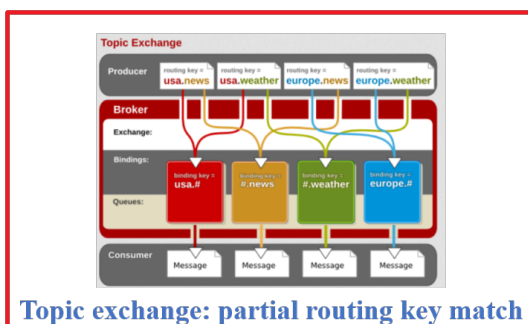 Topic Exchange
Producer
routing key =
usa.news
routing key =
usa.weather
routing key =
europe.news
routing key =
europe.weather
Broker
Exchange:
Bindings:
binding key =
usa.#
binding key =
#.news
binding key =
#.weather
binding key =
europe.#
Queues:
Consumer
Message
Message
Message
Message
Topic exchange: partial routing key match